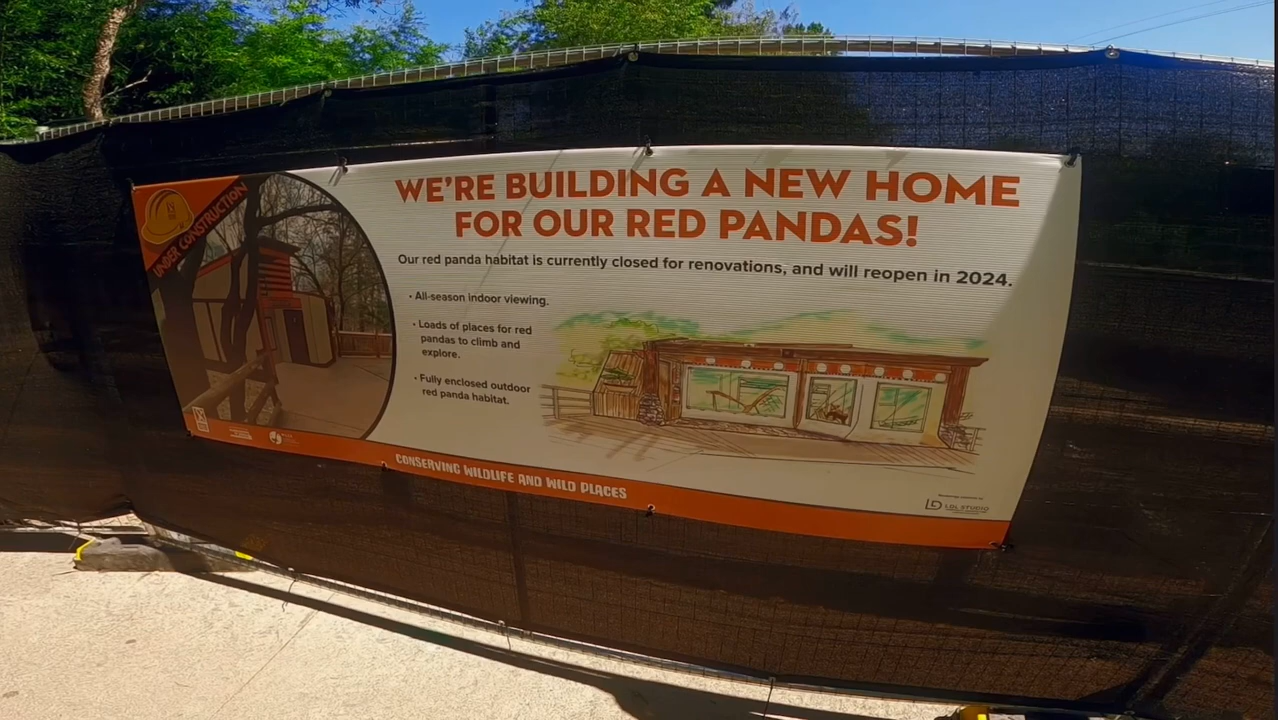 UNDER CONSTRUCTION
WE'RE BUILDING A NEW HOME
FOR OUR RED PANDAS!
Our red panda habitat is currently closed for renovations, and will reopen in 2024.
• All-season indoor viewing.
• Loads of places for red
pandas to climb and
explore.
• Fully enclosed outdoor
red panda habitat.
CONSERVING WILDLIFE AND WILD PLACES
LDL STUDIO